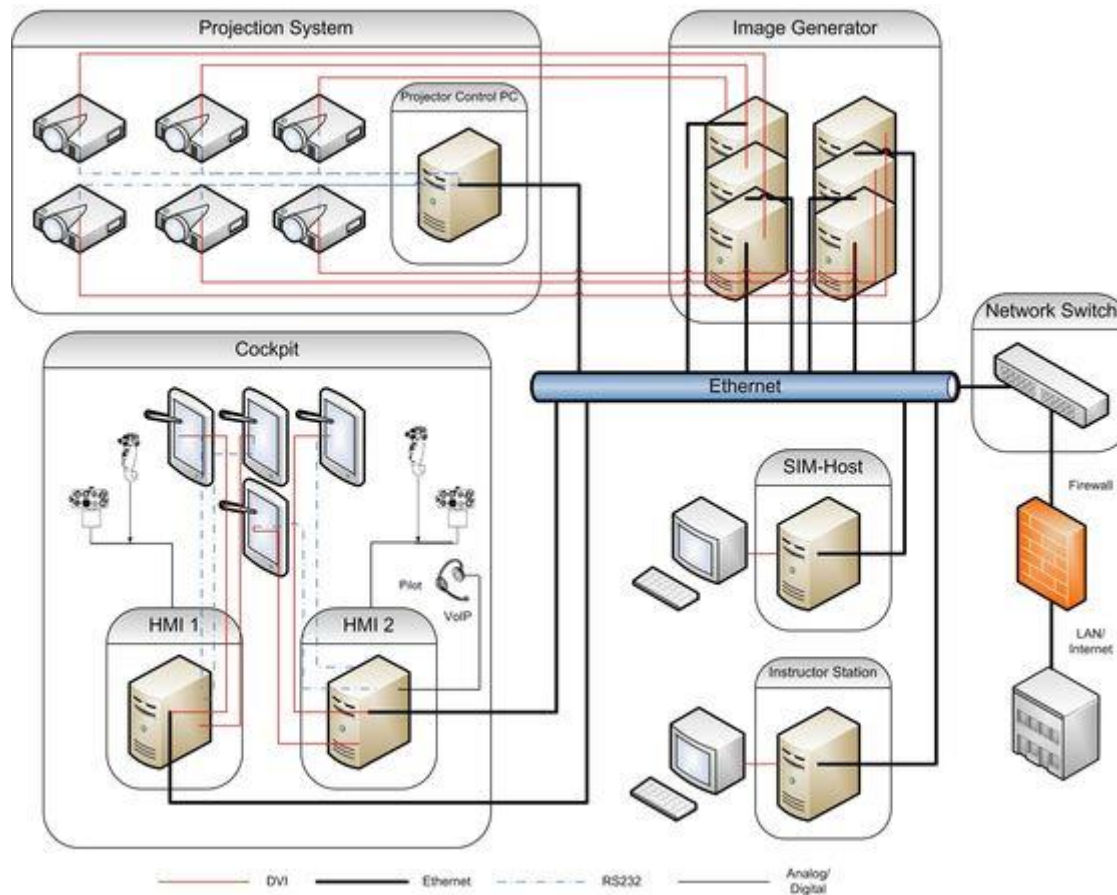 Projection System
Image Generator
Projector Control PC
Network Switch
Cockpit
Ethernet
SIM-Host
Firewall
Pilot
VoIP
HMI 1
HMI 2
LAN/
Internet
Instructor Station
DVI
Ethernet
RS232
Analog/
Digital